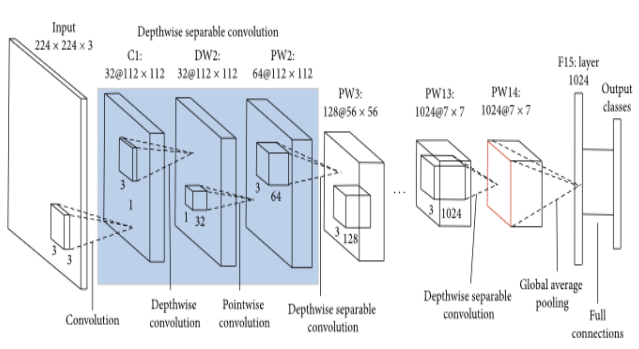 Input
224 × 224 × 3
Depthwise separable convolution
C1:
32@112 × 112
DW2:
32@112 × 112
PW2:
64@112 × 112
PW3:
128@56 × 56
PW13:
1024@7 × 7
PW14:
1024@7 × 7
F15: layer
1024
Output
classes
3
3
3
1
1
32
3
64
3
128
...
3
1024
Convolution
Depthwise
convolution
Pointwise
convolution
Depthwise separable
convolution
Depthwise separable
convolution
Global average
pooling
Full
connections